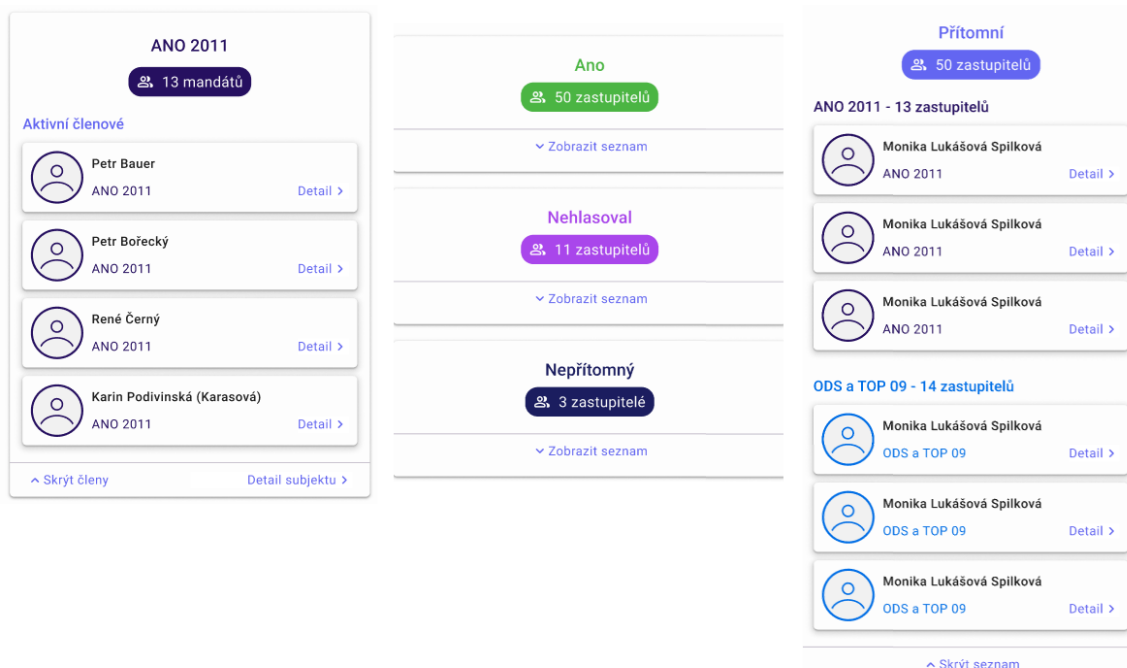 ANO 2011
13 mandátů
Aktivní členové
Petr Bauer
ANO 2011
Detail
Petr Bořecký
ANO 2011
Detail
René Černý
ANO 2011
Detail
Karin Podivinská (Karasová)
ANO 2011
Detail
Skrýt členy
Detail subjektu
Ano
50 zastupitelů
Zobrazit seznam
Nehlasoval
11 zastupitelů
Zobrazit seznam
Nepřítomný
3 zastupitelé
Zobrazit seznam
Přítomní
50 zastupitelů
ANO 2011 - 13 zastupitelů
Monika Lukášová Spilková
ANO 2011
Detail
Monika Lukášová Spilková
ANO 2011
Detail
Monika Lukášová Spilková
ANO 2011
Detail
ODS a TOP 09 - 14 zastupitelů
Monika Lukášová Spilková
ODS a TOP 09
Detail
Monika Lukášová Spilková
ODS a TOP 09
Detail
Monika Lukášová Spilková
ODS a TOP 09
Detail
Skrýt seznam